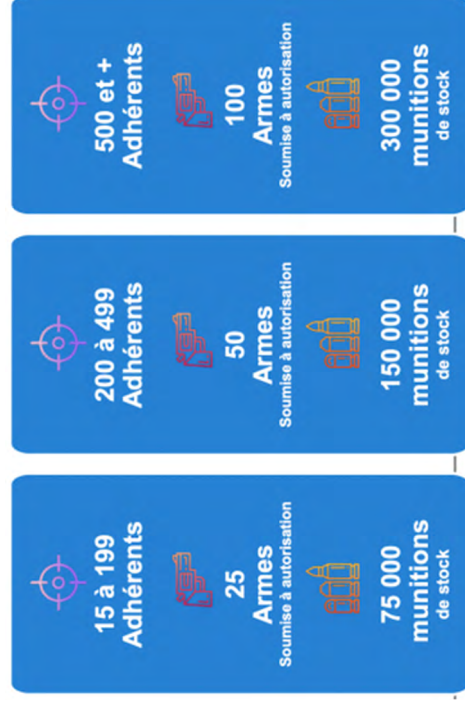 15 à 199
Adhérents
25
Armes
Soumise à autorisation
75 000
munitions
de stock
200 à 499
Adhérents
50
Armes
Soumise à autorisation
150 000
munitions
de stock
500 et +
Adhérents
100
Armes
Soumise à autorisation
300 000
munitions
de stock